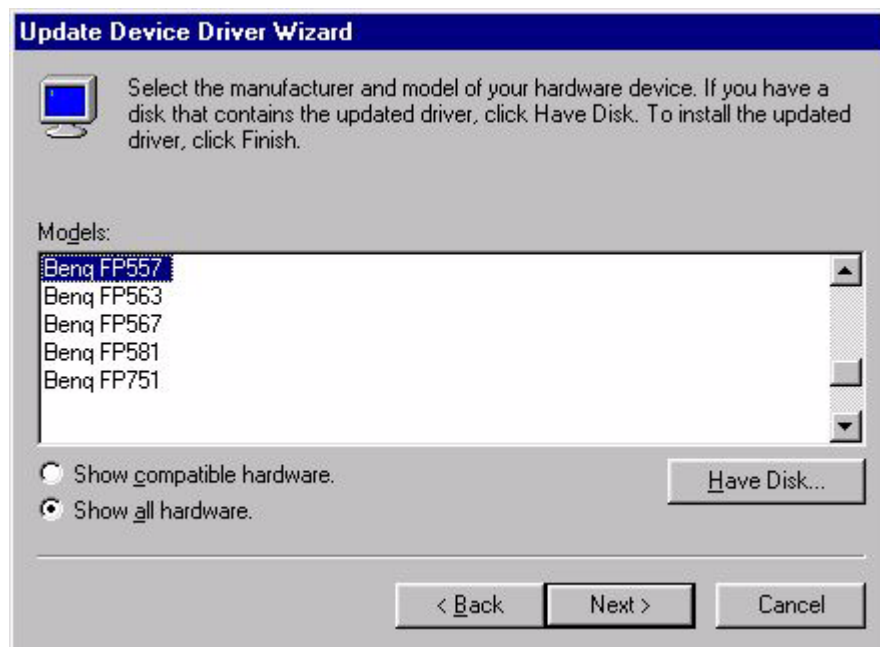 Update Device Driver Wizard
Select the manufacturer and model of your hardware device. If you have a
disk that contains the updated driver, click Have Disk. To install the updated
driver, click Finish.
Models:
Benq FP557
Benq FP563
Benq FP567
Benq FP581
Benq FP751
Show compatible hardware.
Show all hardware.
Have Disk...
< Back
Next >
Cancel